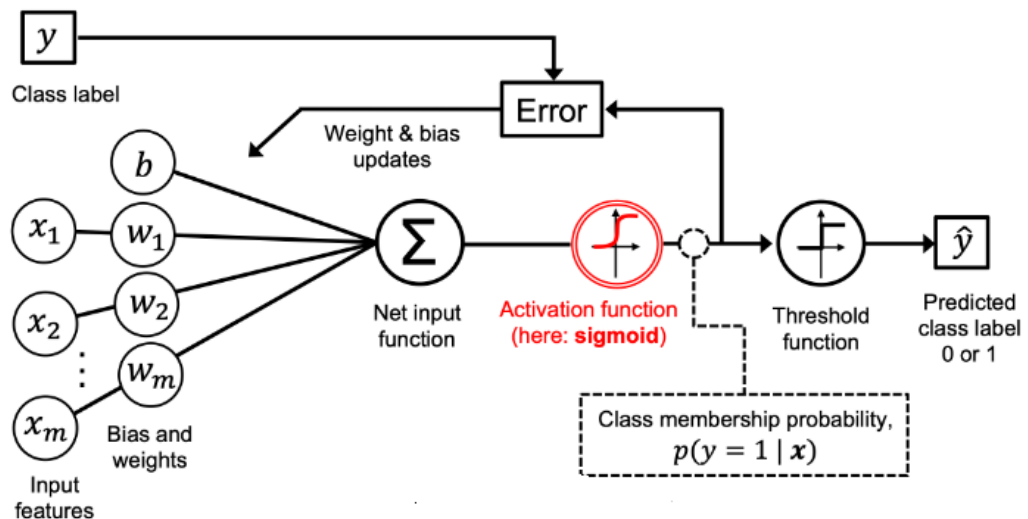 y
Class label
Error
Weight & bias
updates
b
x₁
w₁
x₂
w₂
⋮
xₘ
wₘ
Bias and
weights
Input
features
Σ
Net input
function
Activation function
(here: sigmoid)
Threshold
function
ŷ
Predicted
class label
0 or 1
Class membership probability,
p(y = 1 | x)